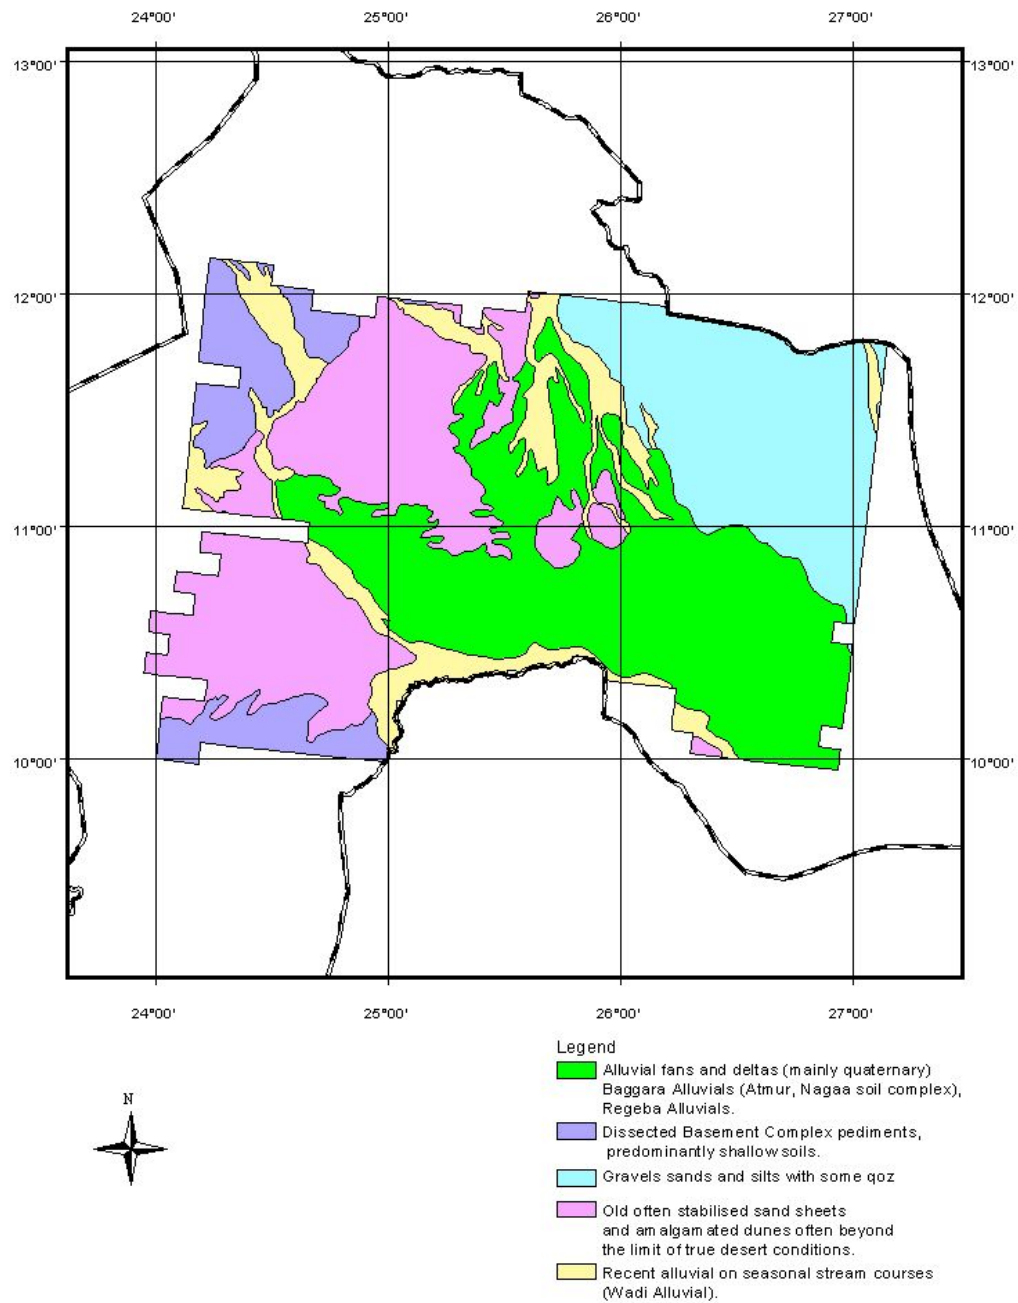 24°00' 25°00' 26°00' 27°00'
13°00' 13°00'
12°00' 12°00'
11°00' 11°00'
10°00' 10°00'
24°00' 25°00' 26°00' 27°00'
Legend
Alluvial fans and deltas (mainly quaternary)
Baggara Alluvials (Atmur, Nagaa soil complex),
Regeba Alluvials.
Dissected Basement Complex pediments,
predominantly shallow soils.
Gravels sands and silts with some qoz
Old often stabilised sand sheets
and amalgamated dunes often beyond
the limit of true desert conditions.
Recent alluvial on seasonal stream courses
(Wadi Alluvial).
N